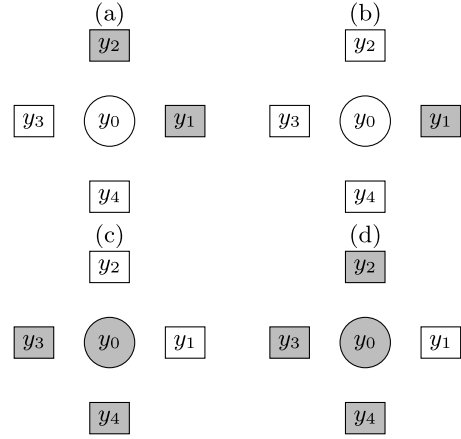 (a) (b)
y₂ y₂
y₃ y₀ y₁ y₃ y₀ y₁
y₄ y₄
(c) (d)
y₂ y₂
y₃ y₀ y₁ y₃ y₀ y₁
y₄ y₄